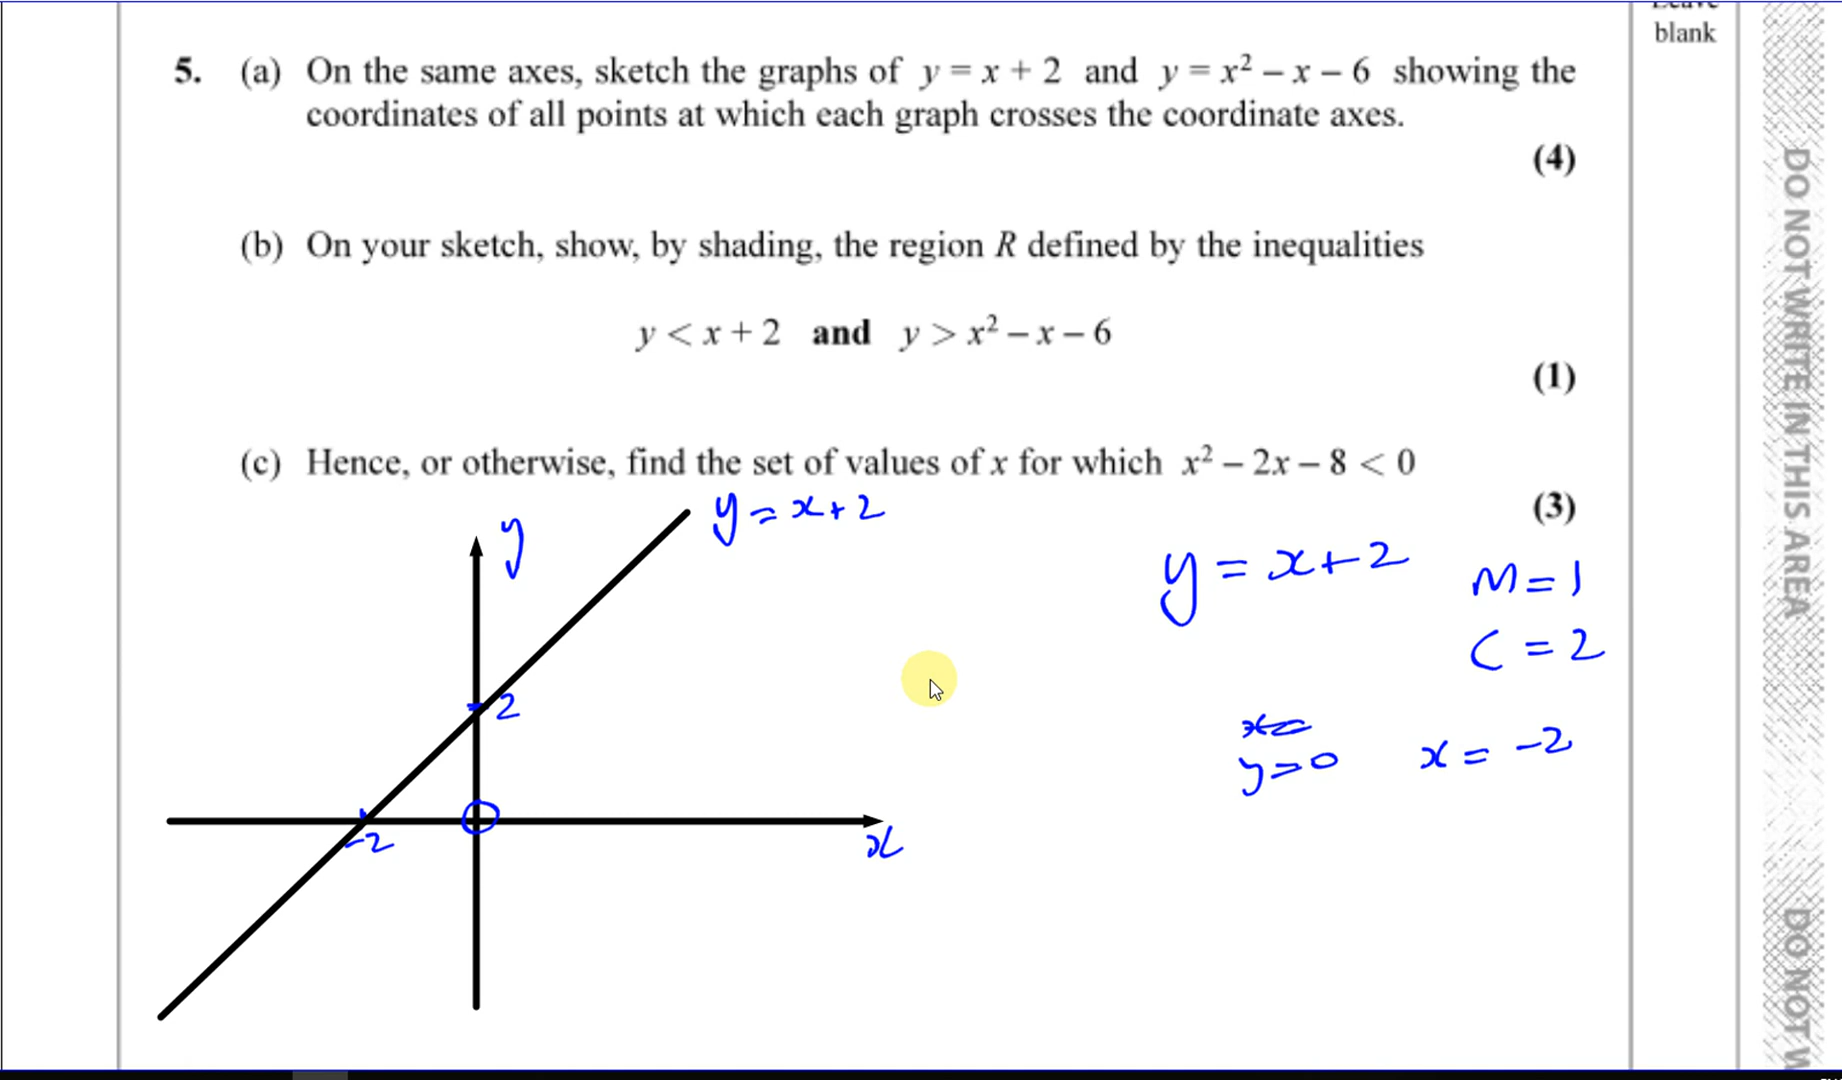 blank
5. (a) On the same axes, sketch the graphs of y = x + 2 and y = x² – x – 6 showing the
coordinates of all points at which each graph crosses the coordinate axes.
(4)
(b) On your sketch, show, by shading, the region R defined by the inequalities
y < x + 2 and y > x² – x – 6
(1)
(c) Hence, or otherwise, find the set of values of x for which x² – 2x – 8 < 0
(3)
y = x+2
y
2
-2
x
y = x+2
m = 1
c = 2
y=0 x = -2
DO NOT WRITE IN THIS AREA
DO NOT W